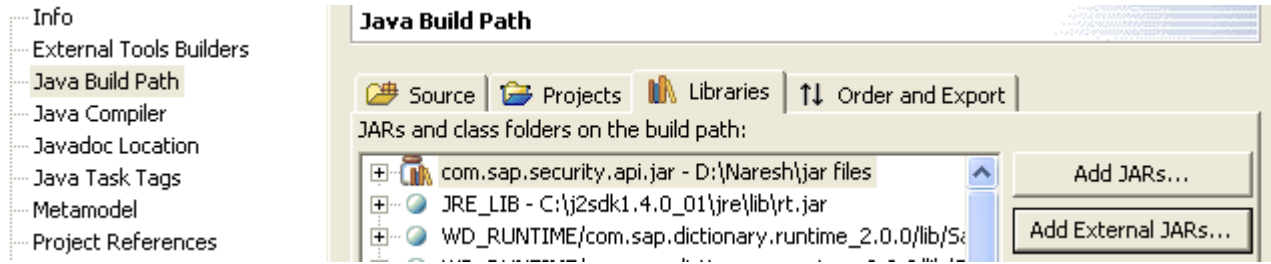 Info
External Tools Builders
Java Build Path
Java Compiler
Javadoc Location
Java Task Tags
Metamodel
Project References
Java Build Path
Source Projects Libraries Order and Export
JARs and class folders on the build path:
com.sap.security.api.jar - D:\Naresh\jar files
JRE_LIB - C:\j2sdk1.4.0_01\jre\lib\rt.jar
WD_RUNTIME/com.sap.dictionary.runtime_2.0.0/lib/Sa
Add JARs...
Add External JARs...